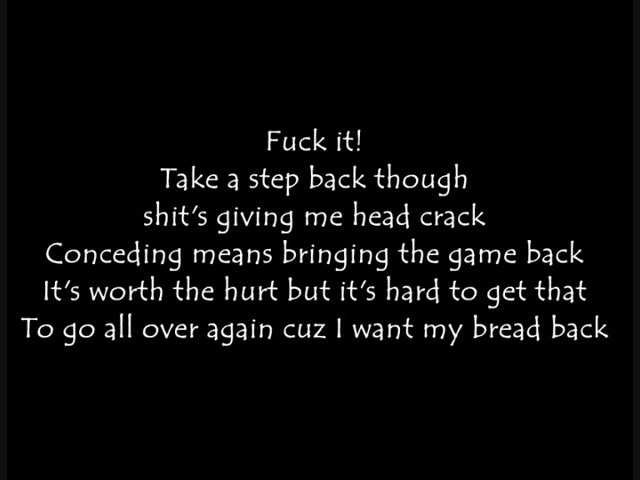 Fuck it!
Take a step back though
shit's giving me head crack
Conceding means bringing the game back
It's worth the hurt but it's hard to get that
To go all over again cuz I want my bread back